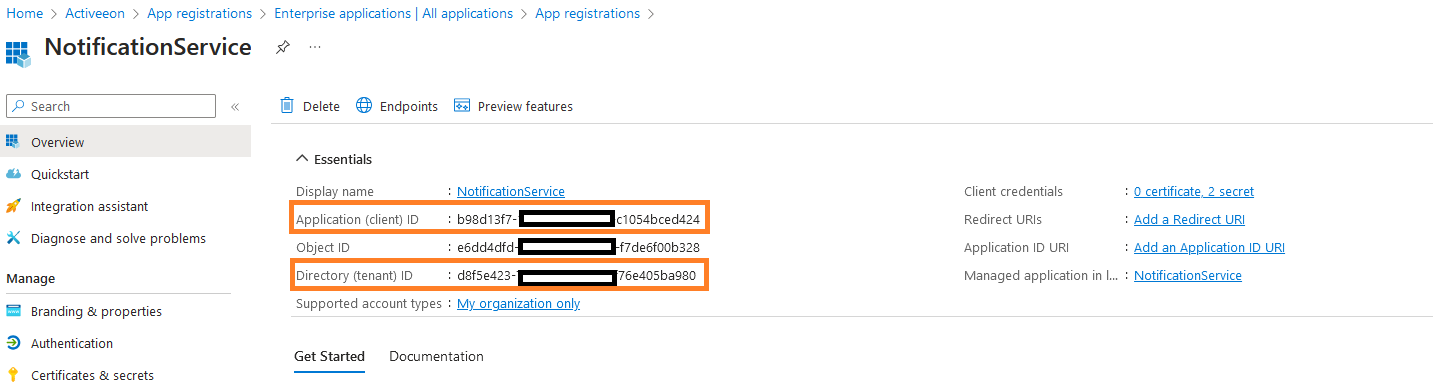 Home > Activeeon > App registrations > Enterprise applications | All applications > App registrations >
NotificationService ...
Search «
Overview
Quickstart
Integration assistant
Diagnose and solve problems
Manage
Branding & properties
Authentication
Certificates & secrets
Delete Endpoints Preview features
Essentials
Display name : NotificationService
Application (client) ID : b98d13f7- c1054bced424
Object ID : e6dd4dfd- -f7de6f00b328
Directory (tenant) ID : d8f5e423- 76e405ba980
Supported account types : My organization only
Client credentials : 0 certificate, 2 secret
Redirect URIs : Add a Redirect URI
Application ID URI : Add an Application ID URI
Managed application in l... : NotificationService
Get Started Documentation